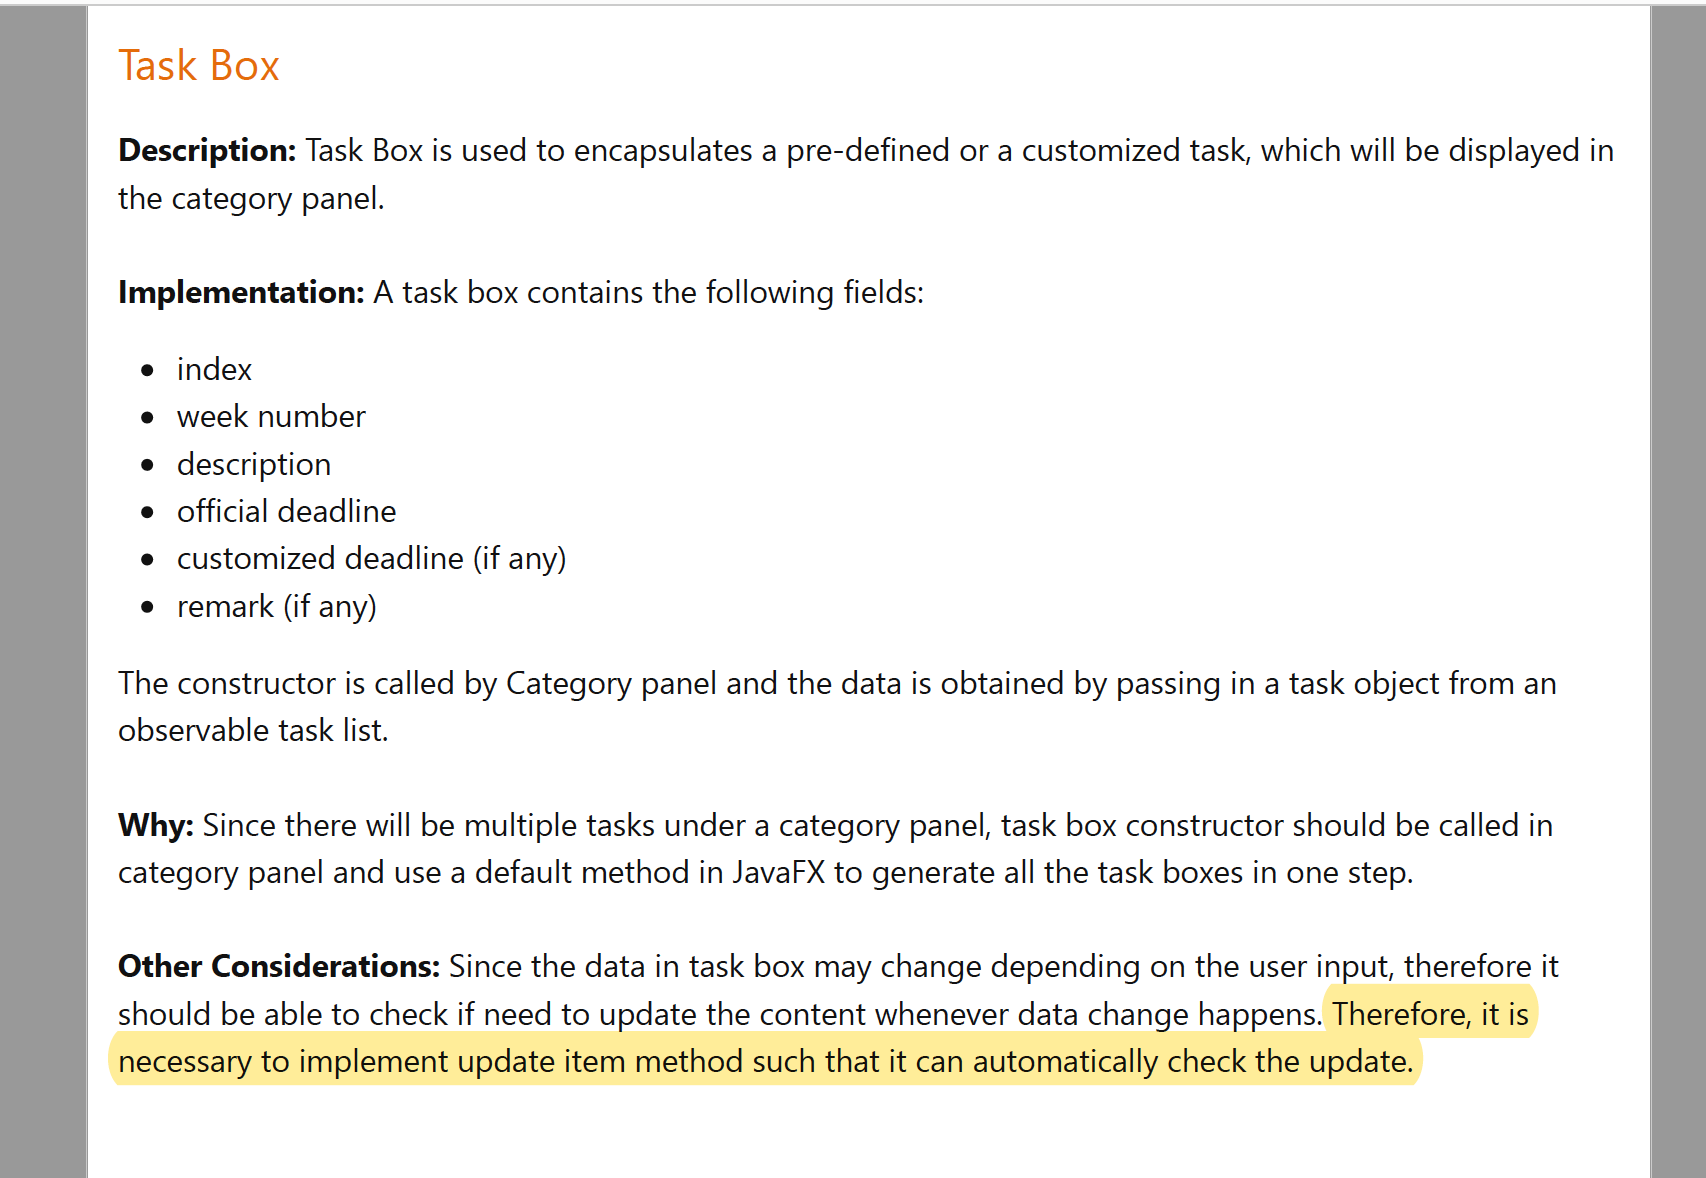 Task Box
Description: Task Box is used to encapsulates a pre-defined or a customized task, which will be displayed in
the category panel.
Implementation: A task box contains the following fields:
• index
• week number
• description
• official deadline
• customized deadline (if any)
• remark (if any)
The constructor is called by Category panel and the data is obtained by passing in a task object from an
observable task list.
Why: Since there will be multiple tasks under a category panel, task box constructor should be called in
category panel and use a default method in JavaFX to generate all the task boxes in one step.
Other Considerations: Since the data in task box may change depending on the user input, therefore it
should be able to check if need to update the content whenever data change happens. Therefore, it is
necessary to implement update item method such that it can automatically check the update.